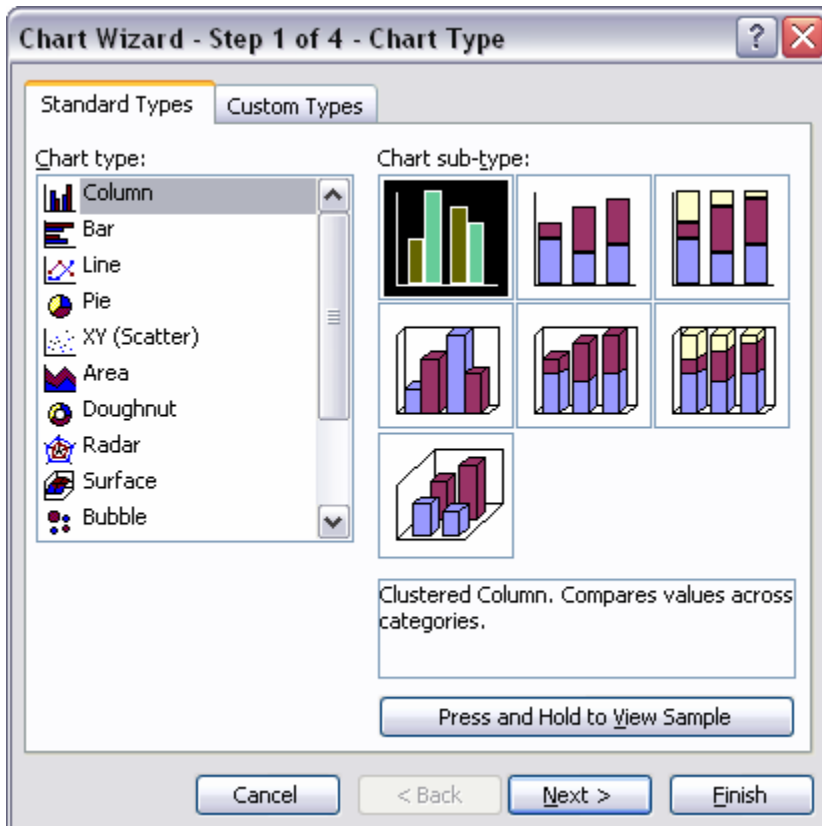 Chart Wizard - Step 1 of 4 - Chart Type
?
Standard Types
Custom Types
Chart type:
Column
Bar
Line
Pie
XY (Scatter)
Area
Doughnut
Radar
Surface
Bubble
Chart sub-type:
Clustered Column. Compares values across
categories.
Press and Hold to View Sample
Cancel
< Back
Next >
Finish